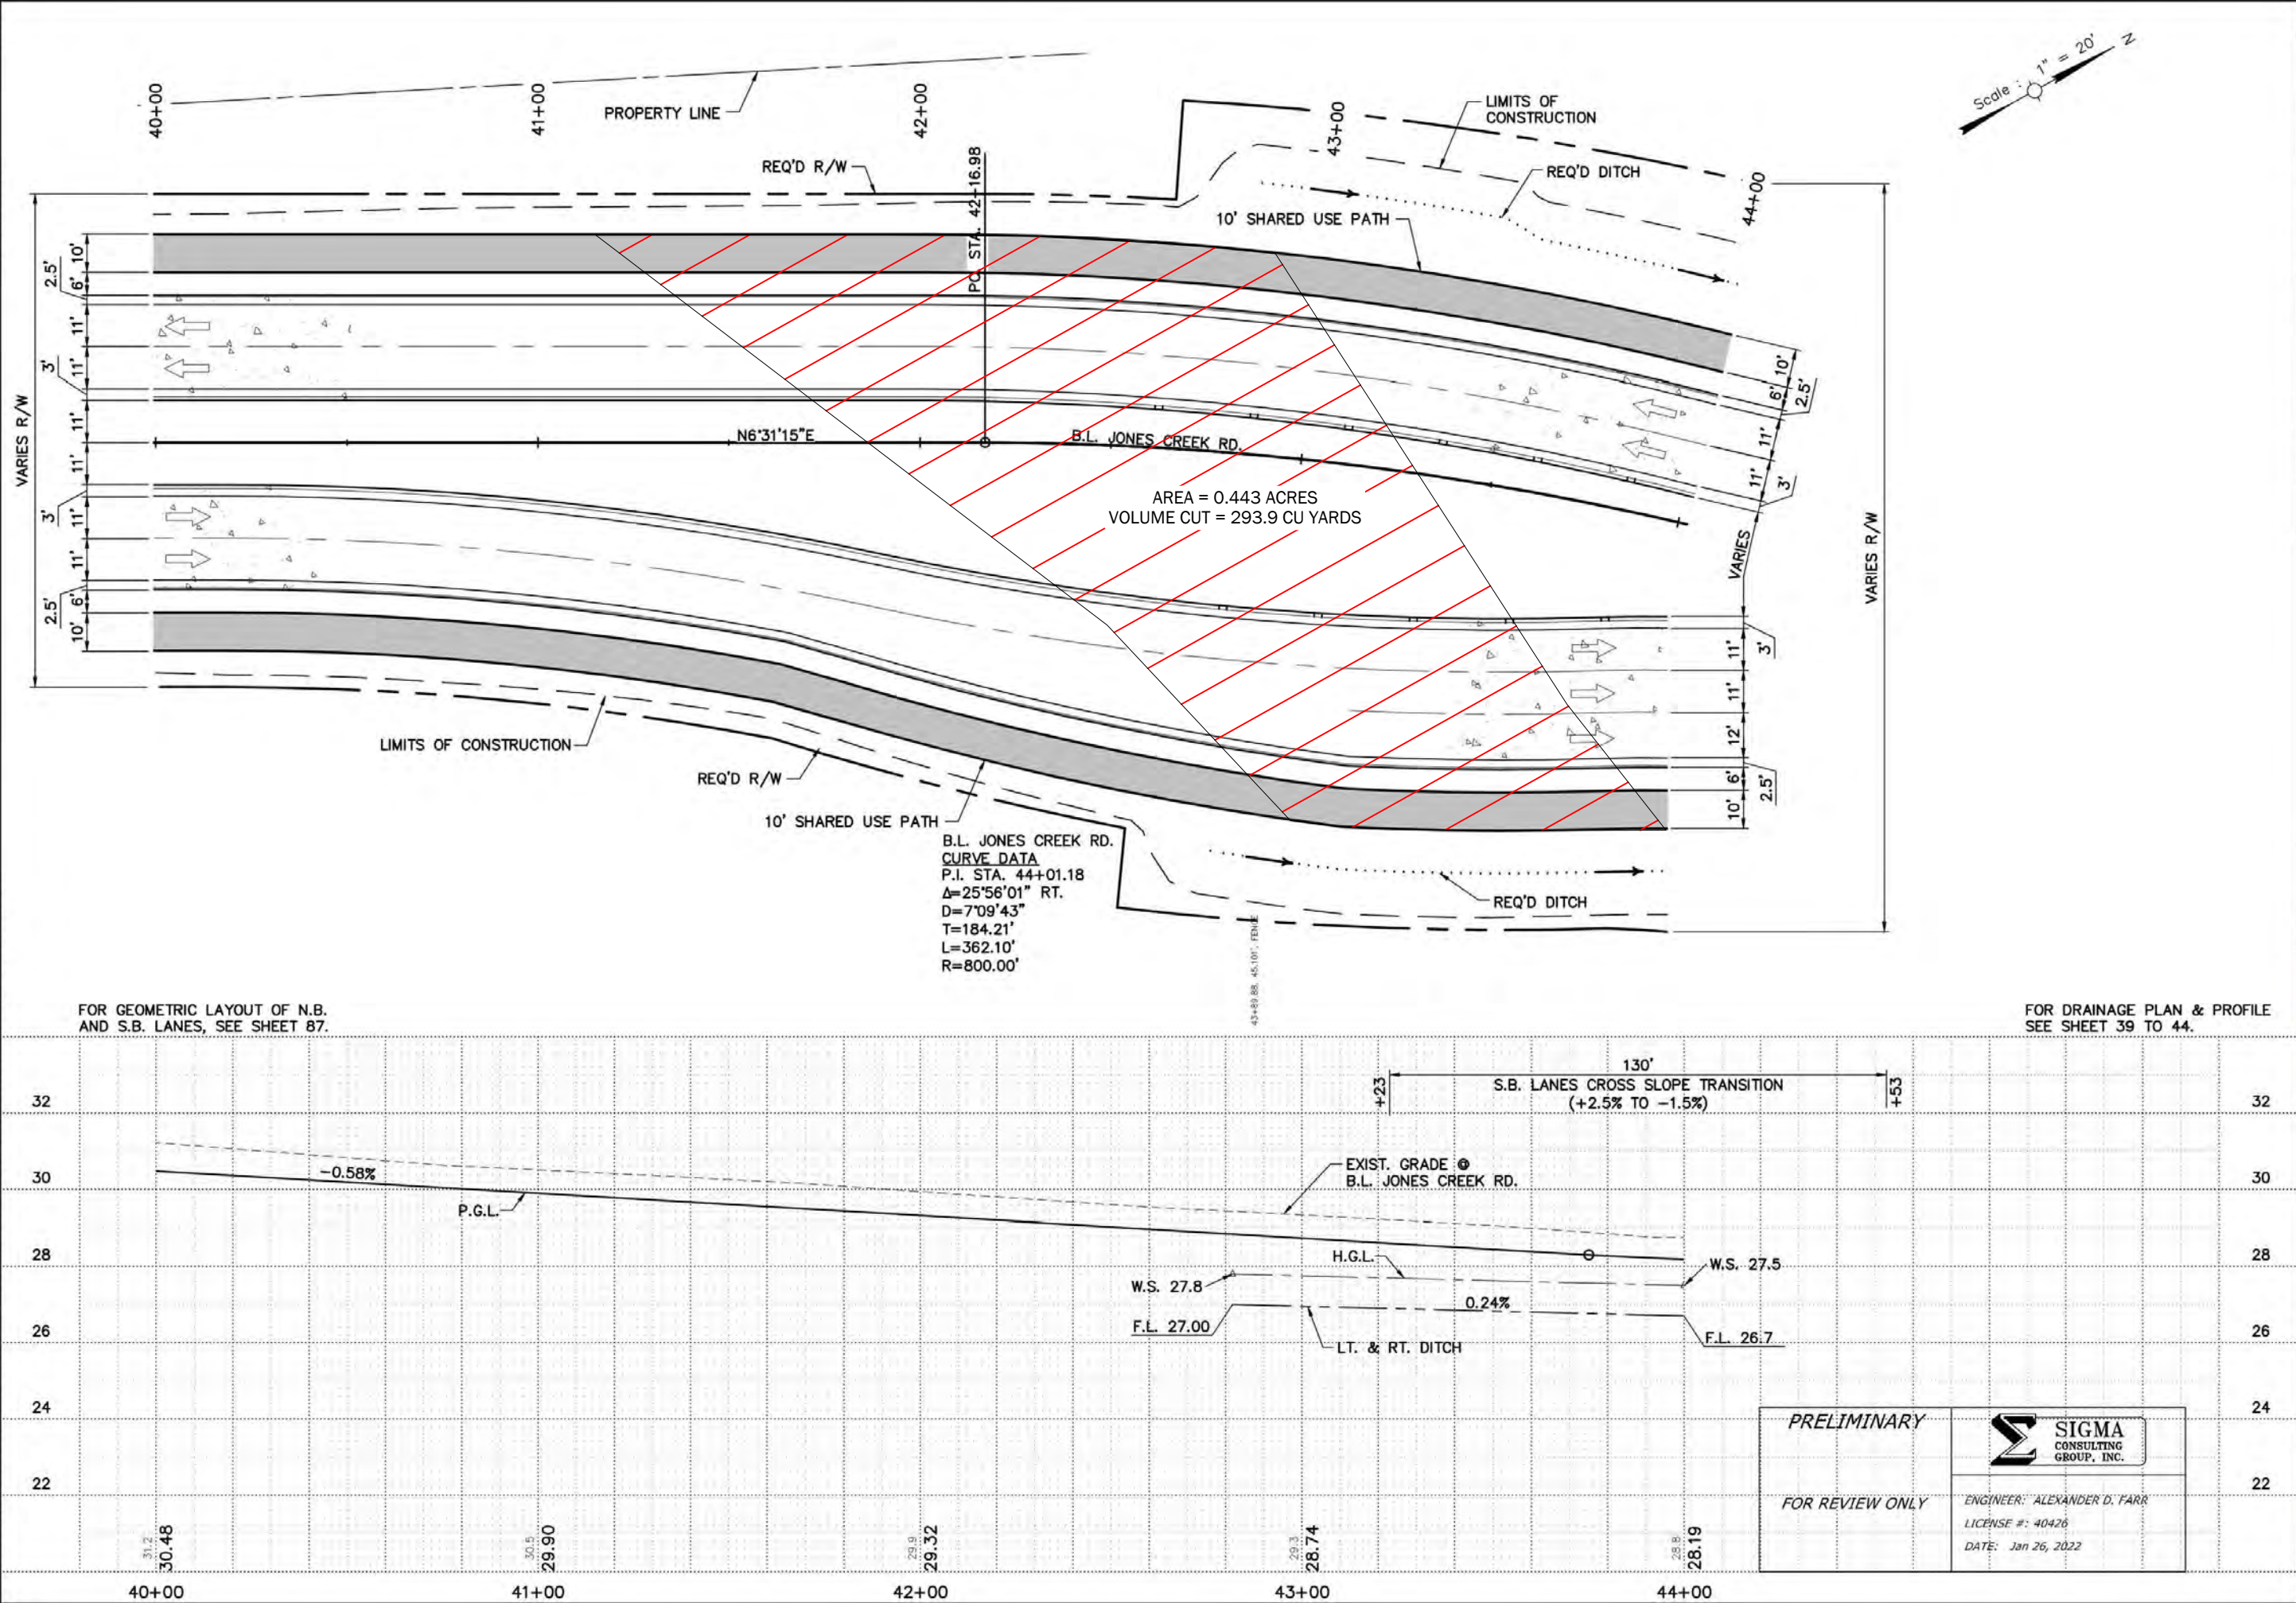 Scale : 1" = 20'
N
40+00
41+00
42+00
43+00
44+00
PROPERTY LINE
LIMITS OF
CONSTRUCTION
REQ'D R/W
REQ'D DITCH
PC STA. 42+16.98
10' SHARED USE PATH
VARIES R/W
10'
6'
2.5'
11'
11'
3'
11'
11'
3'
11'
11'
2.5'
6'
10'
N6°31'15"E
B.L. JONES CREEK RD.
AREA = 0.443 ACRES
VOLUME CUT = 293.9 CU YARDS
10'
6'
2.5'
11'
11'
3'
VARIES
3'
11'
11'
12'
6'
2.5'
10'
VARIES R/W
LIMITS OF CONSTRUCTION
REQ'D R/W
10' SHARED USE PATH
B.L. JONES CREEK RD.
CURVE DATA
P.I. STA. 44+01.18
Δ=25°56'01" RT.
D=7°09'43"
T=184.21'
L=362.10'
R=800.00'
REQ'D DITCH
FENCE
FOR GEOMETRIC LAYOUT OF N.B.
AND S.B. LANES, SEE SHEET 87.
FOR DRAINAGE PLAN & PROFILE
SEE SHEET 39 TO 44.
130'
+23
S.B. LANES CROSS SLOPE TRANSITION
(+2.5% TO -1.5%)
+53
32
32
30
30
28
28
26
26
24
24
22
22
-0.58%
P.G.L.
EXIST. GRADE @
B.L. JONES CREEK RD.
H.G.L.
W.S. 27.8
W.S. 27.5
0.24%
F.L. 27.00
F.L. 26.7
LT. & RT. DITCH
31.2
30.48
30.5
29.90
29.9
29.32
29.3
28.74
28.8
28.19
40+00
41+00
42+00
43+00
44+00
PRELIMINARY
FOR REVIEW ONLY
SIGMA
CONSULTING
GROUP, INC.
ENGINEER: ALEXANDER D. FARR
LICENSE #: 40426
DATE: Jan 26, 2022